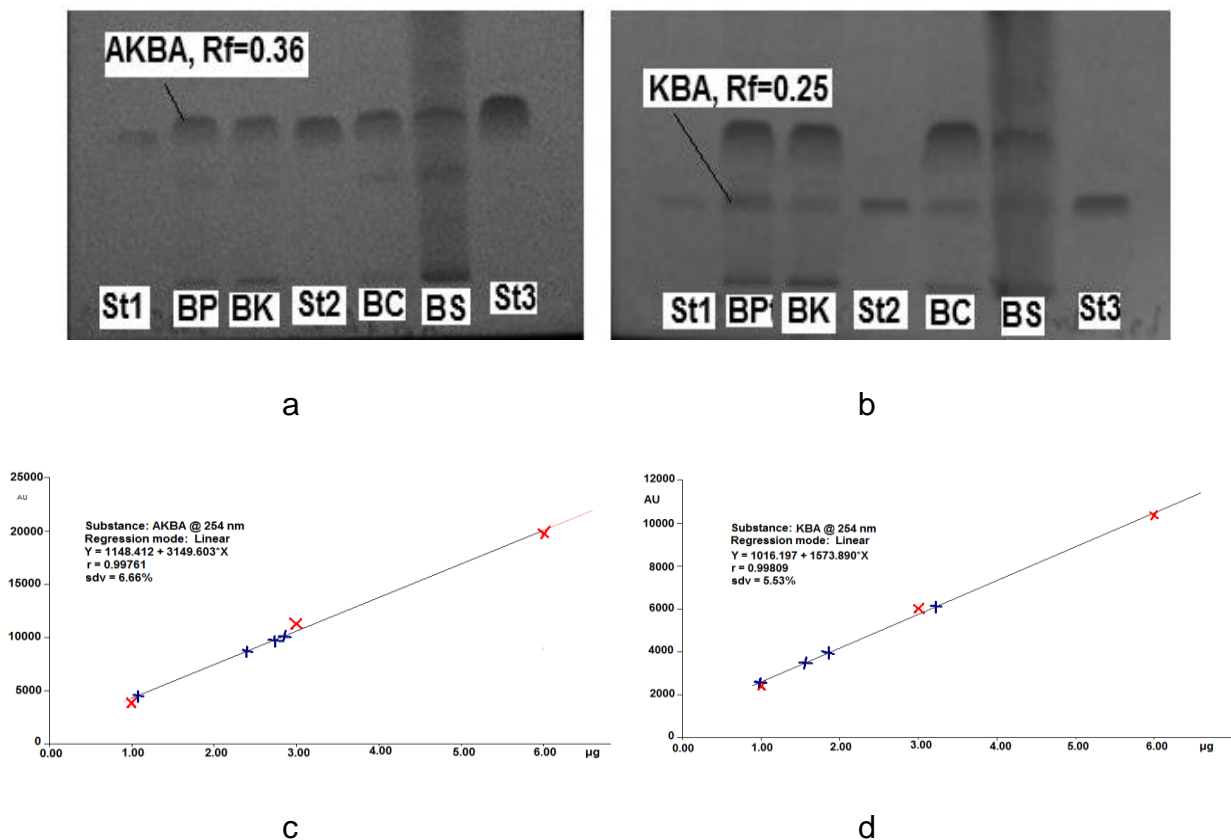 AKBA, Rf=0.36
St1 BP BK St2 BC BS St3
a
KBA, Rf=0.25
St1 BP BK St2 BC BS St3
b
25000
AU
20000
15000
10000
5000
0
Substance: AKBA @ 254 nm
Regression mode: Linear
Y = 1148.412 + 3149.603*X
r = 0.99761
sdv = 6.66%
0.00 1.00 2.00 3.00 4.00 5.00 6.00 µg
c
12000
AU
10000
8000
6000
4000
2000
0
Substance: KBA @ 254 nm
Regression mode: Linear
Y = 1016.197 + 1573.890*X
r = 0.99809
sdv = 5.53%
0.00 1.00 2.00 3.00 4.00 5.00 6.00 µg
d